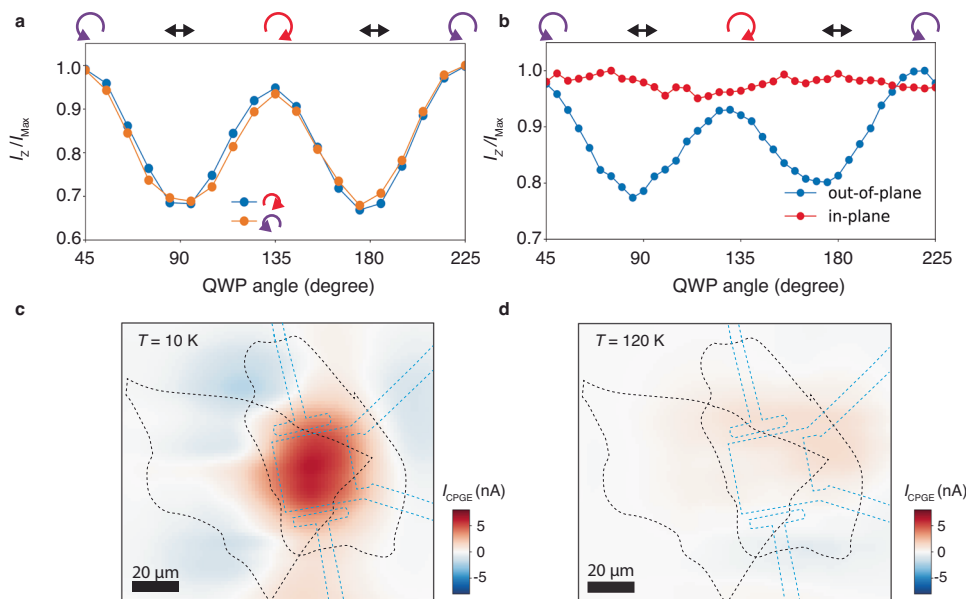 a
I_Z/I_Max
1.0
0.9
0.8
0.7
0.6
45
90
135
180
225
QWP angle (degree)
b
I_Z/I_Max
1.0
0.9
0.8
0.7
out-of-plane
in-plane
45
90
135
180
225
QWP angle (degree)
c
T = 10 K
20 µm
I_CPGE (nA)
5
0
-5
d
T = 120 K
20 µm
I_CPGE (nA)
5
0
-5